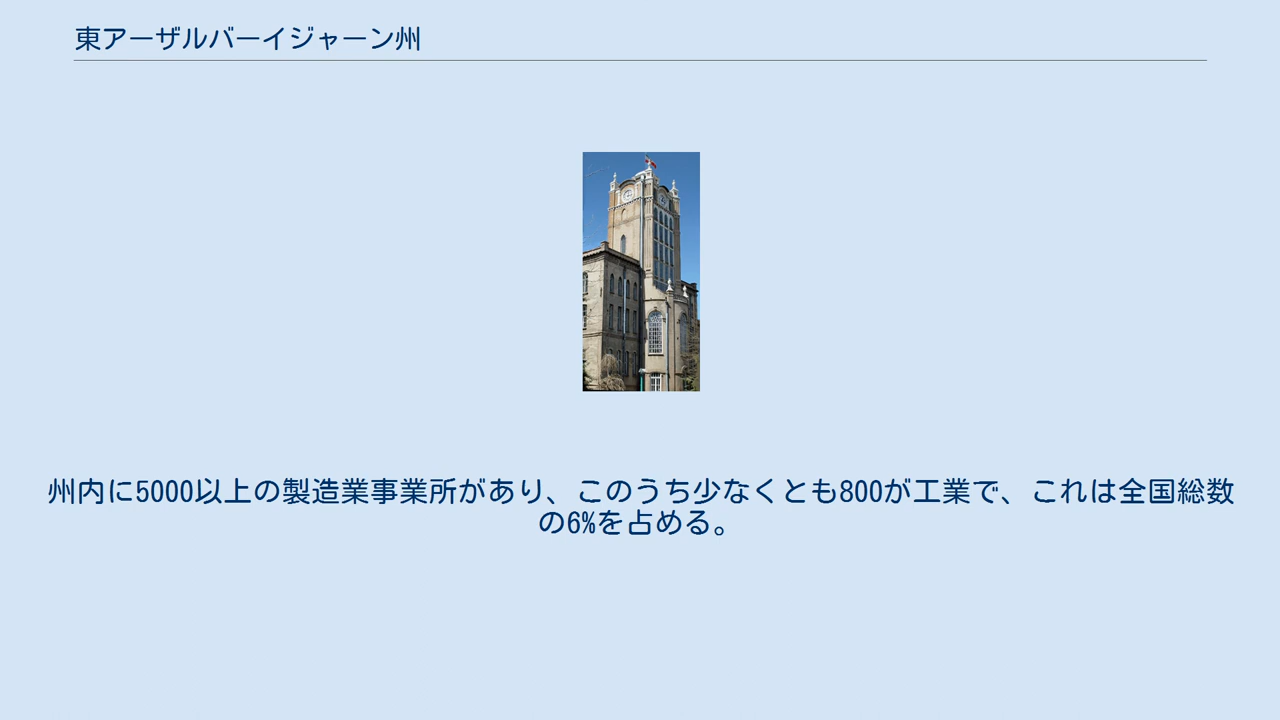 東アーザルバーイジャーン州
州内に5000以上の製造業事業所があり、このうち少なくとも800が工業で、これは全国総数
の6%を占める。